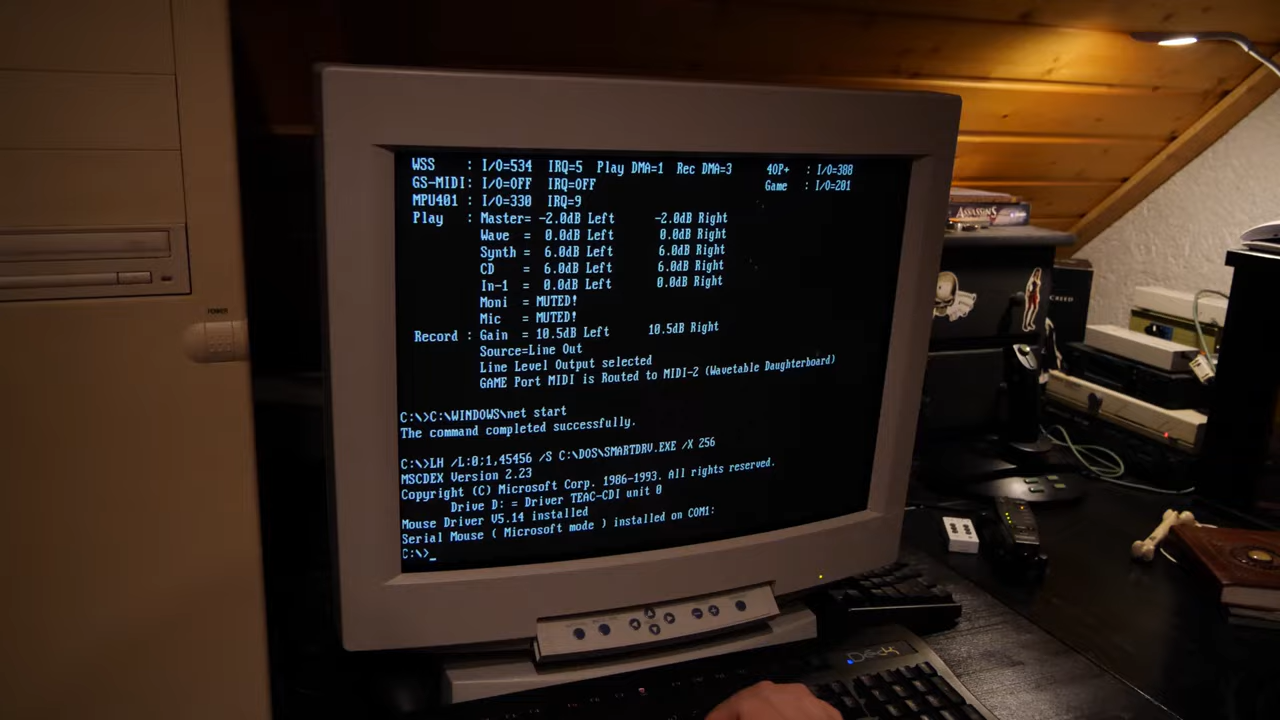 WSS : I/O=534 IRQ=5 Play DMA=1 Rec DMA=3 4OP+ : I/O=388
GS-MIDI: I/O=OFF IRQ=OFF Game : I/O=201
MPU401 : I/O=330 IRQ=9
Play : Master= -2.0dB Left -2.0dB Right
Wave = 0.0dB Left 0.0dB Right
Synth = 6.0dB Left 6.0dB Right
CD = 6.0dB Left 6.0dB Right
In-1 = 0.0dB Left 0.0dB Right
Moni = MUTED!
Mic = MUTED!
Record : Gain = 10.5dB Left 10.5dB Right
Source=Line Out
Line Level Output selected
GAME Port MIDI is Routed to MIDI-2 (Wavetable Daughterboard)
C:\>C:\WINDOWS\net start
The command completed successfully.
C:\>LH /L:0;1,45456 /S C:\DOS\SMARTDRV.EXE /X 256
MSCDEX Version 2.23
Copyright (C) Microsoft Corp. 1986-1993. All rights reserved.
Drive D: = Driver TEAC-CDI unit 0
Mouse Driver V5.14 installed
Serial Mouse ( Microsoft mode ) installed on COM1:
C:\>_
POWER
ASSASSIN'S
CREED
Deck